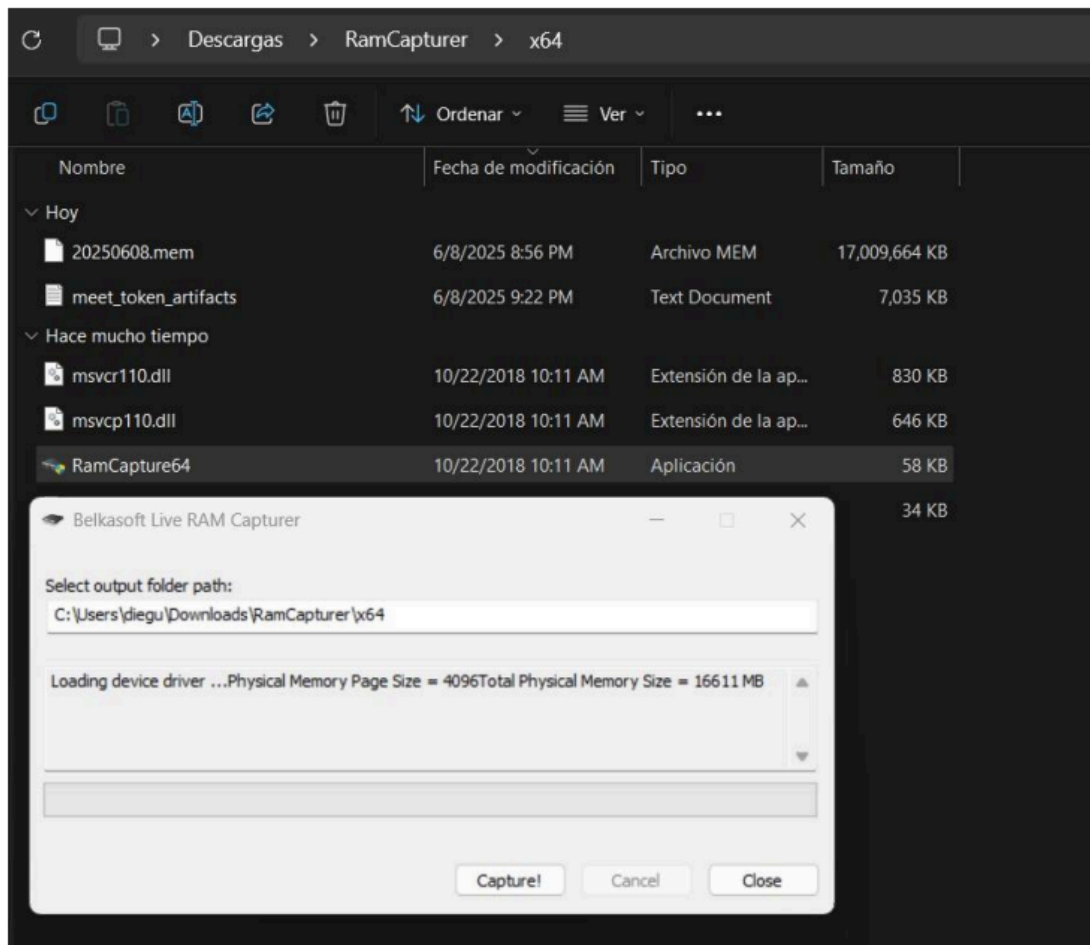 Descargas > RamCapturer > x64
Ordenar Ver ...
Nombre Fecha de modificación Tipo Tamaño
Hoy
20250608.mem 6/8/2025 8:56 PM Archivo MEM 17,009,664 KB
meet_token_artifacts 6/8/2025 9:22 PM Text Document 7,035 KB
Hace mucho tiempo
msvcr110.dll 10/22/2018 10:11 AM Extensión de la ap... 830 KB
msvcp110.dll 10/22/2018 10:11 AM Extensión de la ap... 646 KB
RamCapture64 10/22/2018 10:11 AM Aplicación 58 KB
34 KB
Belkasoft Live RAM Capturer
Select output folder path:
C:\Users\diegu\Downloads\RamCapturer\x64
Loading device driver ...Physical Memory Page Size = 4096Total Physical Memory Size = 16611 MB
Capture! Cancel Close